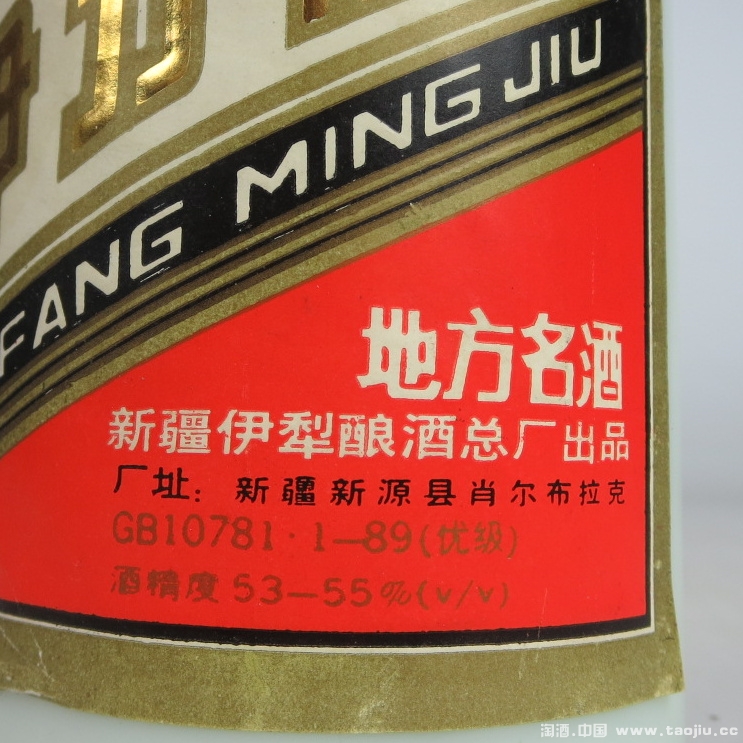 FANG MING JIU
地方名酒
新疆伊犁酿酒总厂出品
厂址：新疆新源县肖尔布拉克
GB10781·1—89(优级)
酒精度 53—55%(v/v)
淘酒.中国 www.taojiu.cc